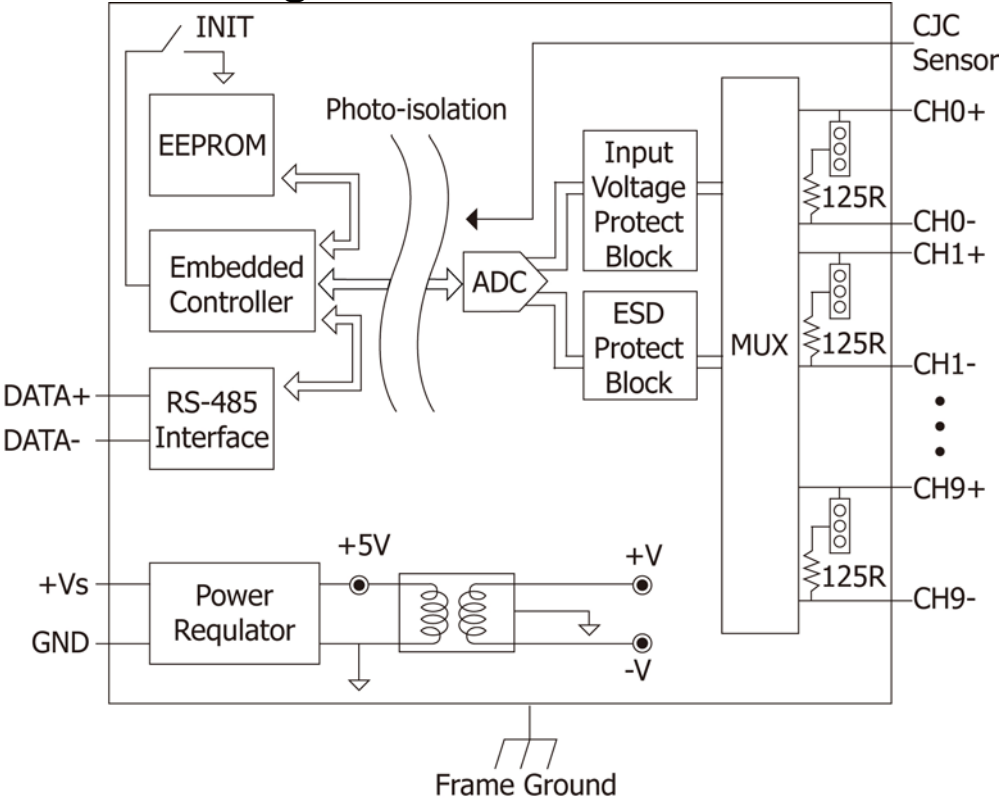 INIT
CJC
Sensor
Photo-isolation
CH0+
EEPROM
Input
Voltage
Protect
Block
125R
CH0-
CH1+
Embedded
Controller
ADC
ESD
Protect
Block
MUX
125R
CH1-
DATA+
DATA-
RS-485
Interface
CH9+
+5V
+V
125R
+Vs
GND
Power
Requlator
CH9-
-V
Frame Ground